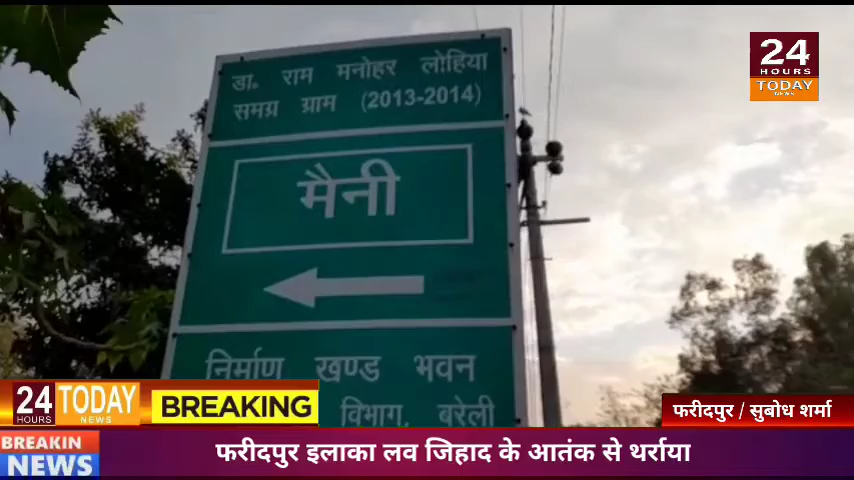 डा. राम मनोहर लोहिया
समग्र ग्राम (2013-2014)
मैनी
निर्माण खण्ड भवन
विभाग, बरेली
24
HOURS
TODAY
NEWS
24
HOURS
TODAY
NEWS
BREAKING
फरीदपुर / सुबोध शर्मा
BREAKIN
NEWS
फरीदपुर इलाका लव जिहाद के आतंक से थर्राया